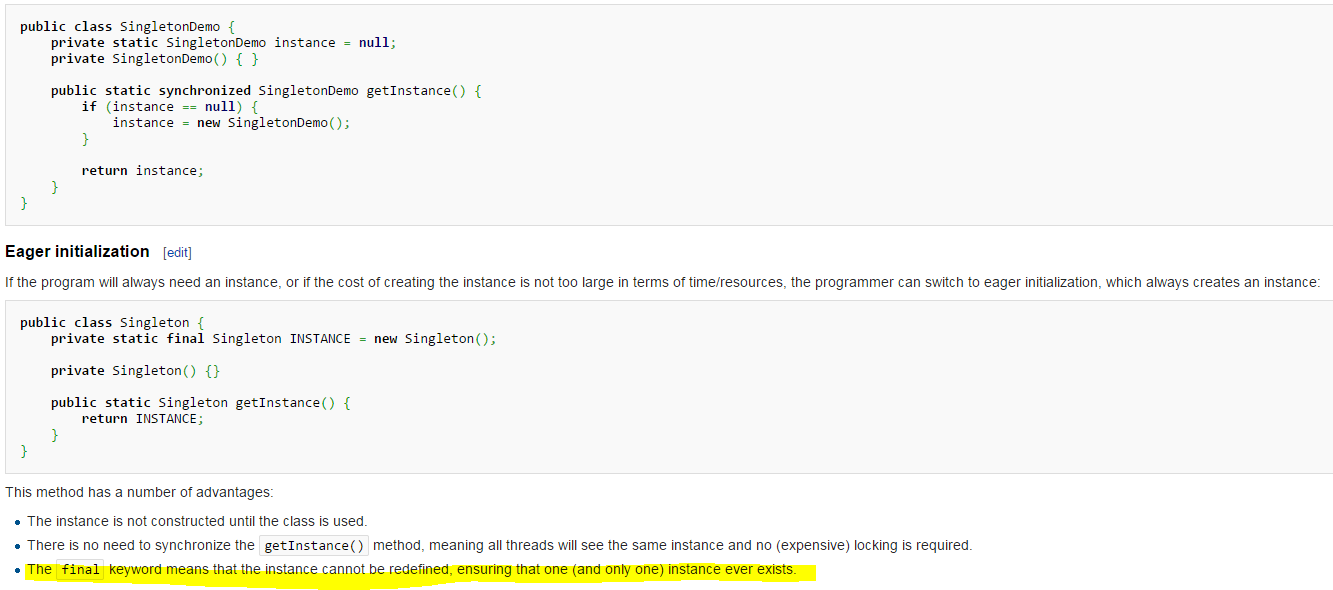 public class SingletonDemo {
    private static SingletonDemo instance = null;
    private SingletonDemo() { }
    public static synchronized SingletonDemo getInstance() {
        if (instance == null) {
            instance = new SingletonDemo();
        }
        return instance;
    }
}
Eager initialization [edit]
If the program will always need an instance, or if the cost of creating the instance is not too large in terms of time/resources, the programmer can switch to eager initialization, which always creates an instance:
public class Singleton {
    private static final Singleton INSTANCE = new Singleton();
    private Singleton() {}
    public static Singleton getInstance() {
        return INSTANCE;
    }
}
This method has a number of advantages:
• The instance is not constructed until the class is used.
• There is no need to synchronize the getInstance() method, meaning all threads will see the same instance and no (expensive) locking is required.
• The final keyword means that the instance cannot be redefined, ensuring that one (and only one) instance ever exists.